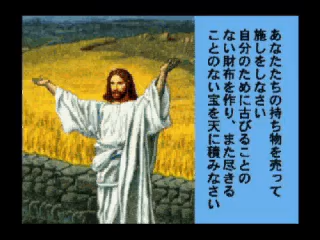 あなたたちの持ち物を売って
施しをしなさい
自分のために古びることの
ない財布を作り、また尽きる
ことのない宝を天に積みなさい